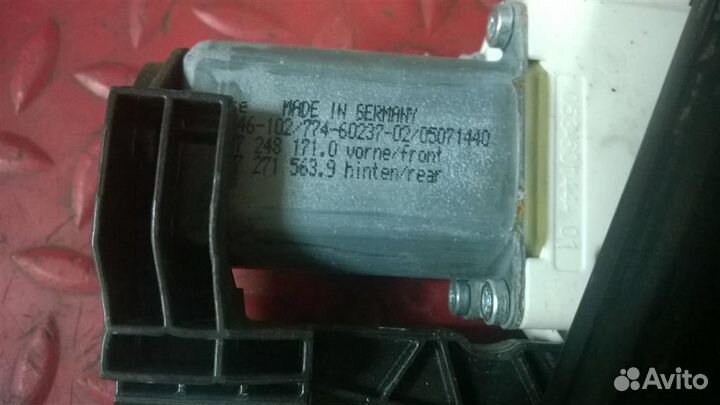 MADE IN GERMANY
46-102/774-60237-02/05071440
7 248 171.0 vorne/front
7 271 563.9 hinten/rear
Avito